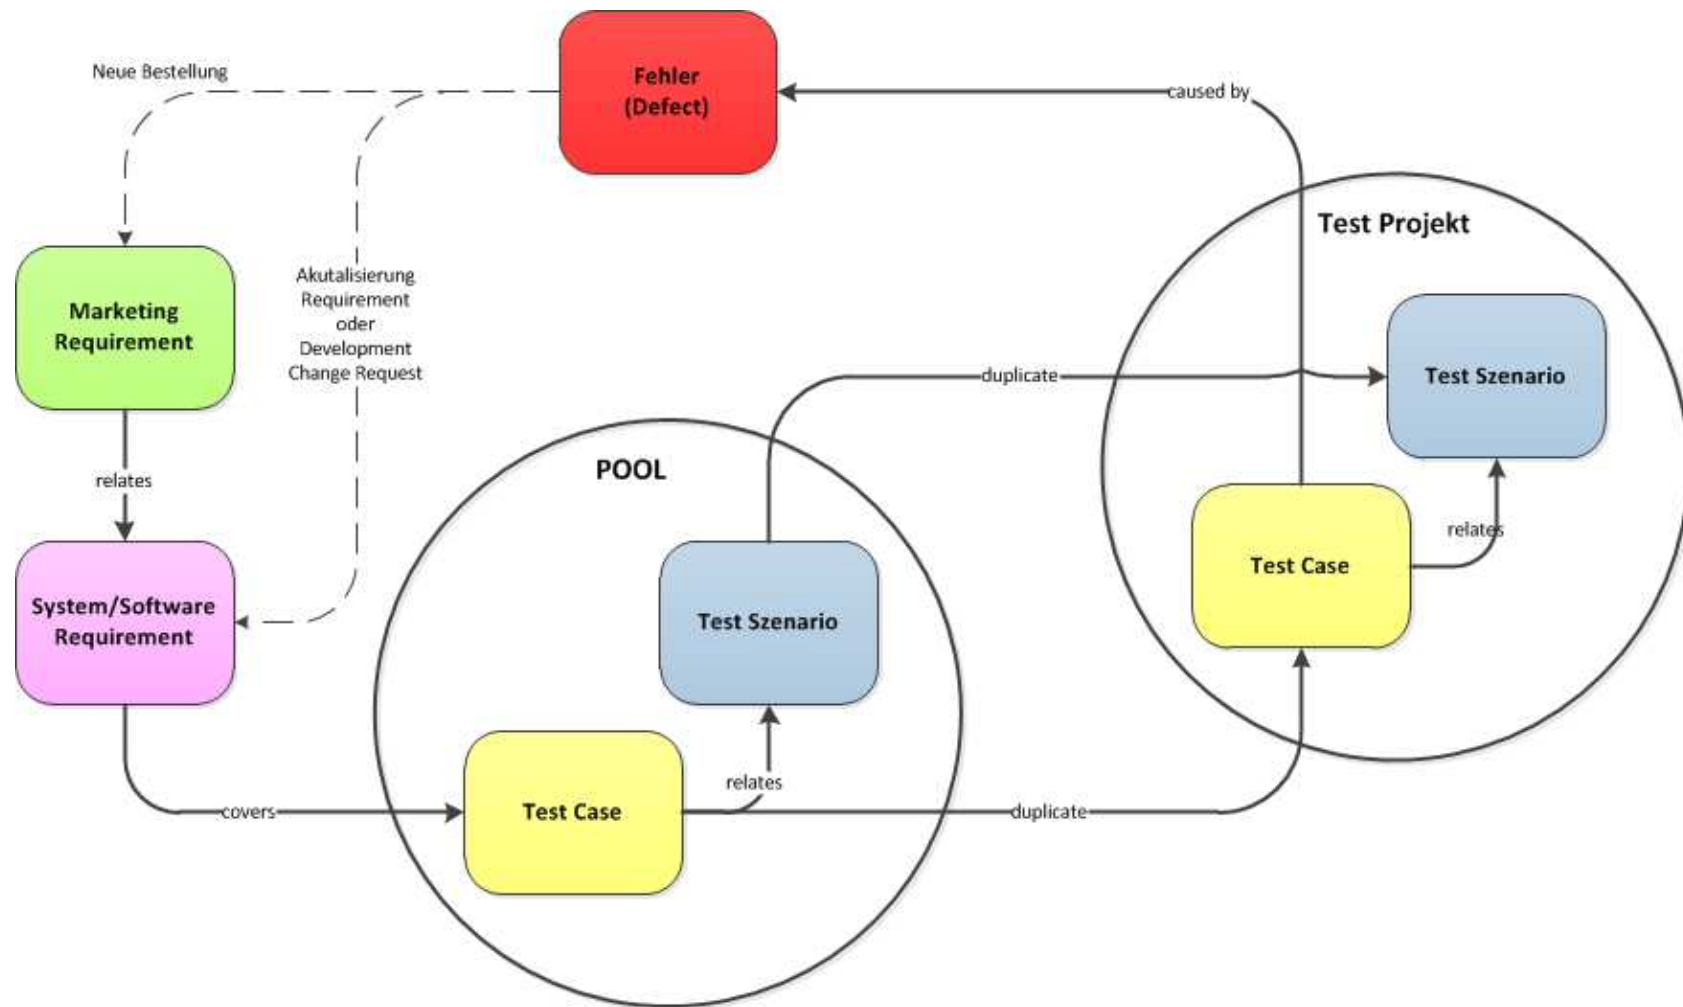 Neue Bestellung
Fehler
(Defect)
caused by
Test Projekt
Marketing
Requirement
Akutalisierung
Requirement
oder
Development
Change Request
duplicate
Test Szenario
POOL
relates
relates
Test Case
System/Software
Requirement
Test Szenario
relates
covers
Test Case
duplicate